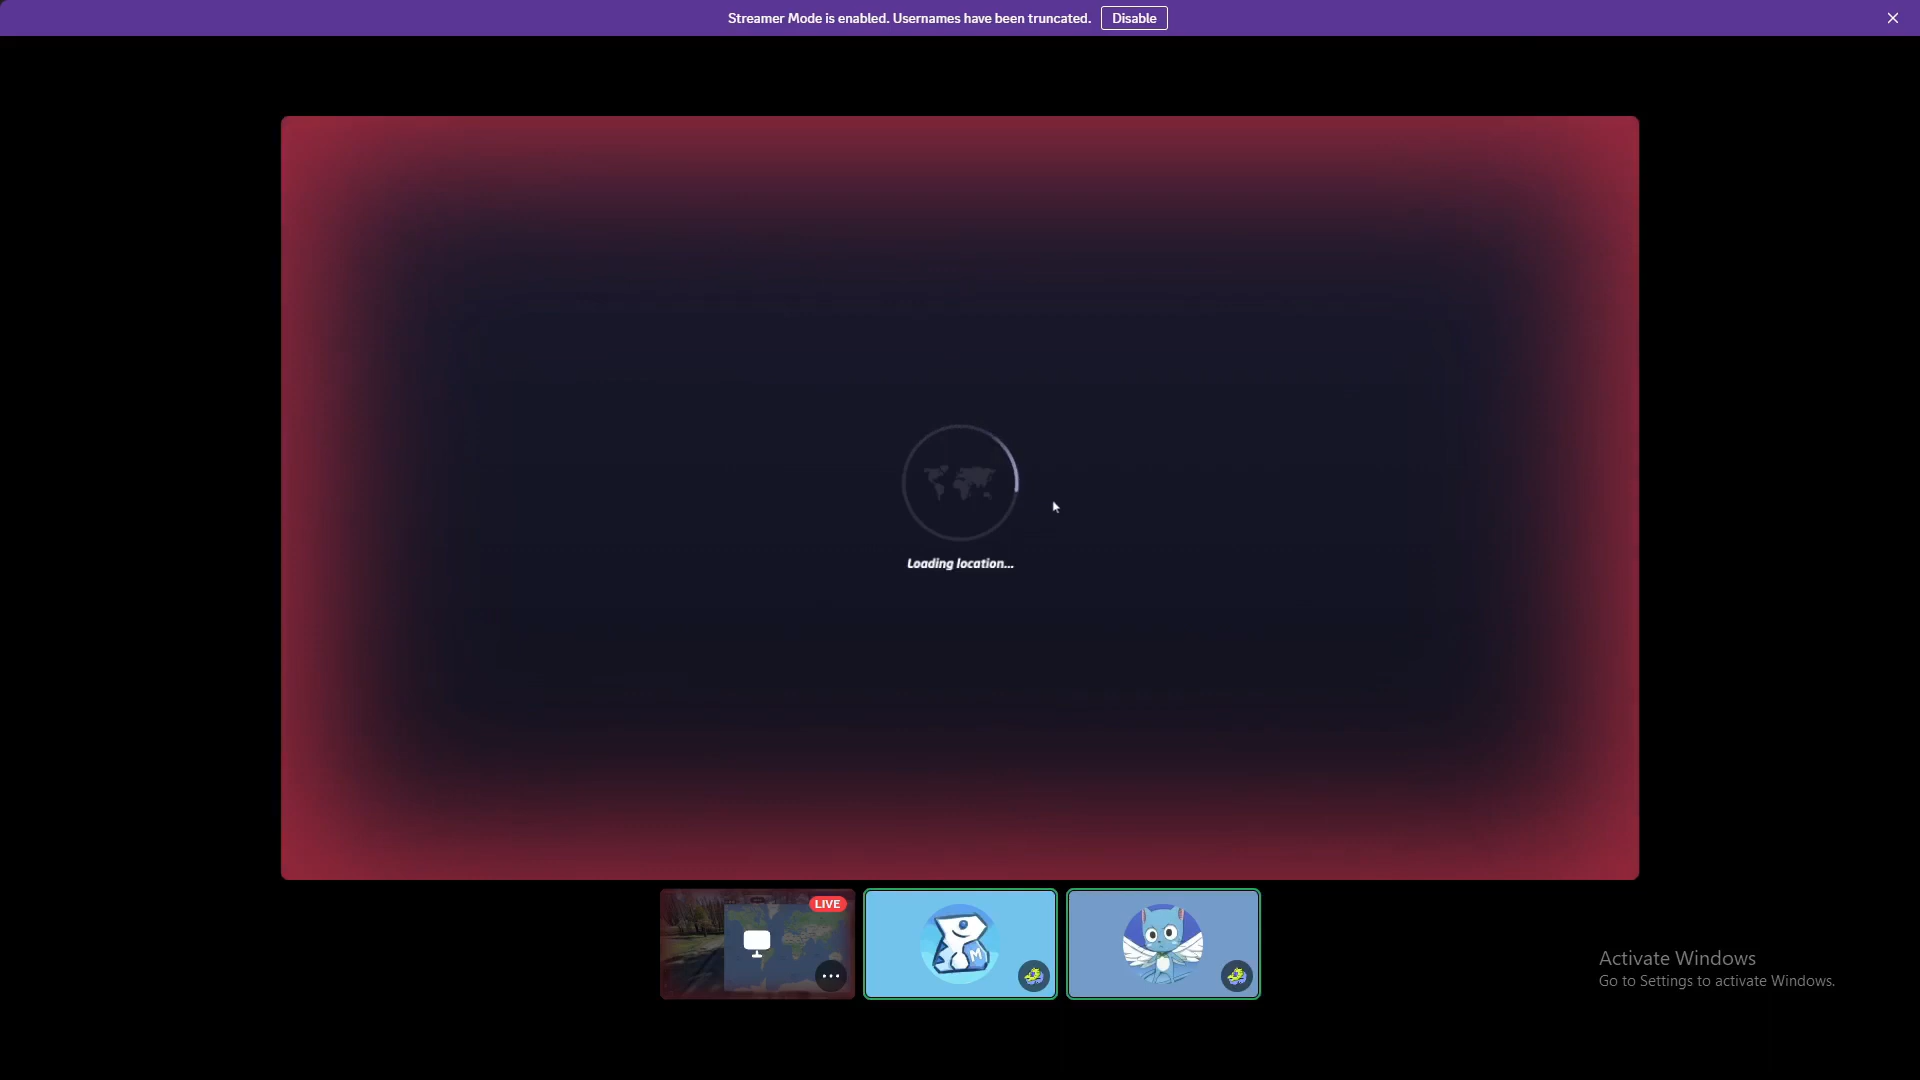 Streamer Mode is enabled. Usernames have been truncated. Disable
Loading location...
LIVE
M
Activate Windows
Go to Settings to activate Windows.